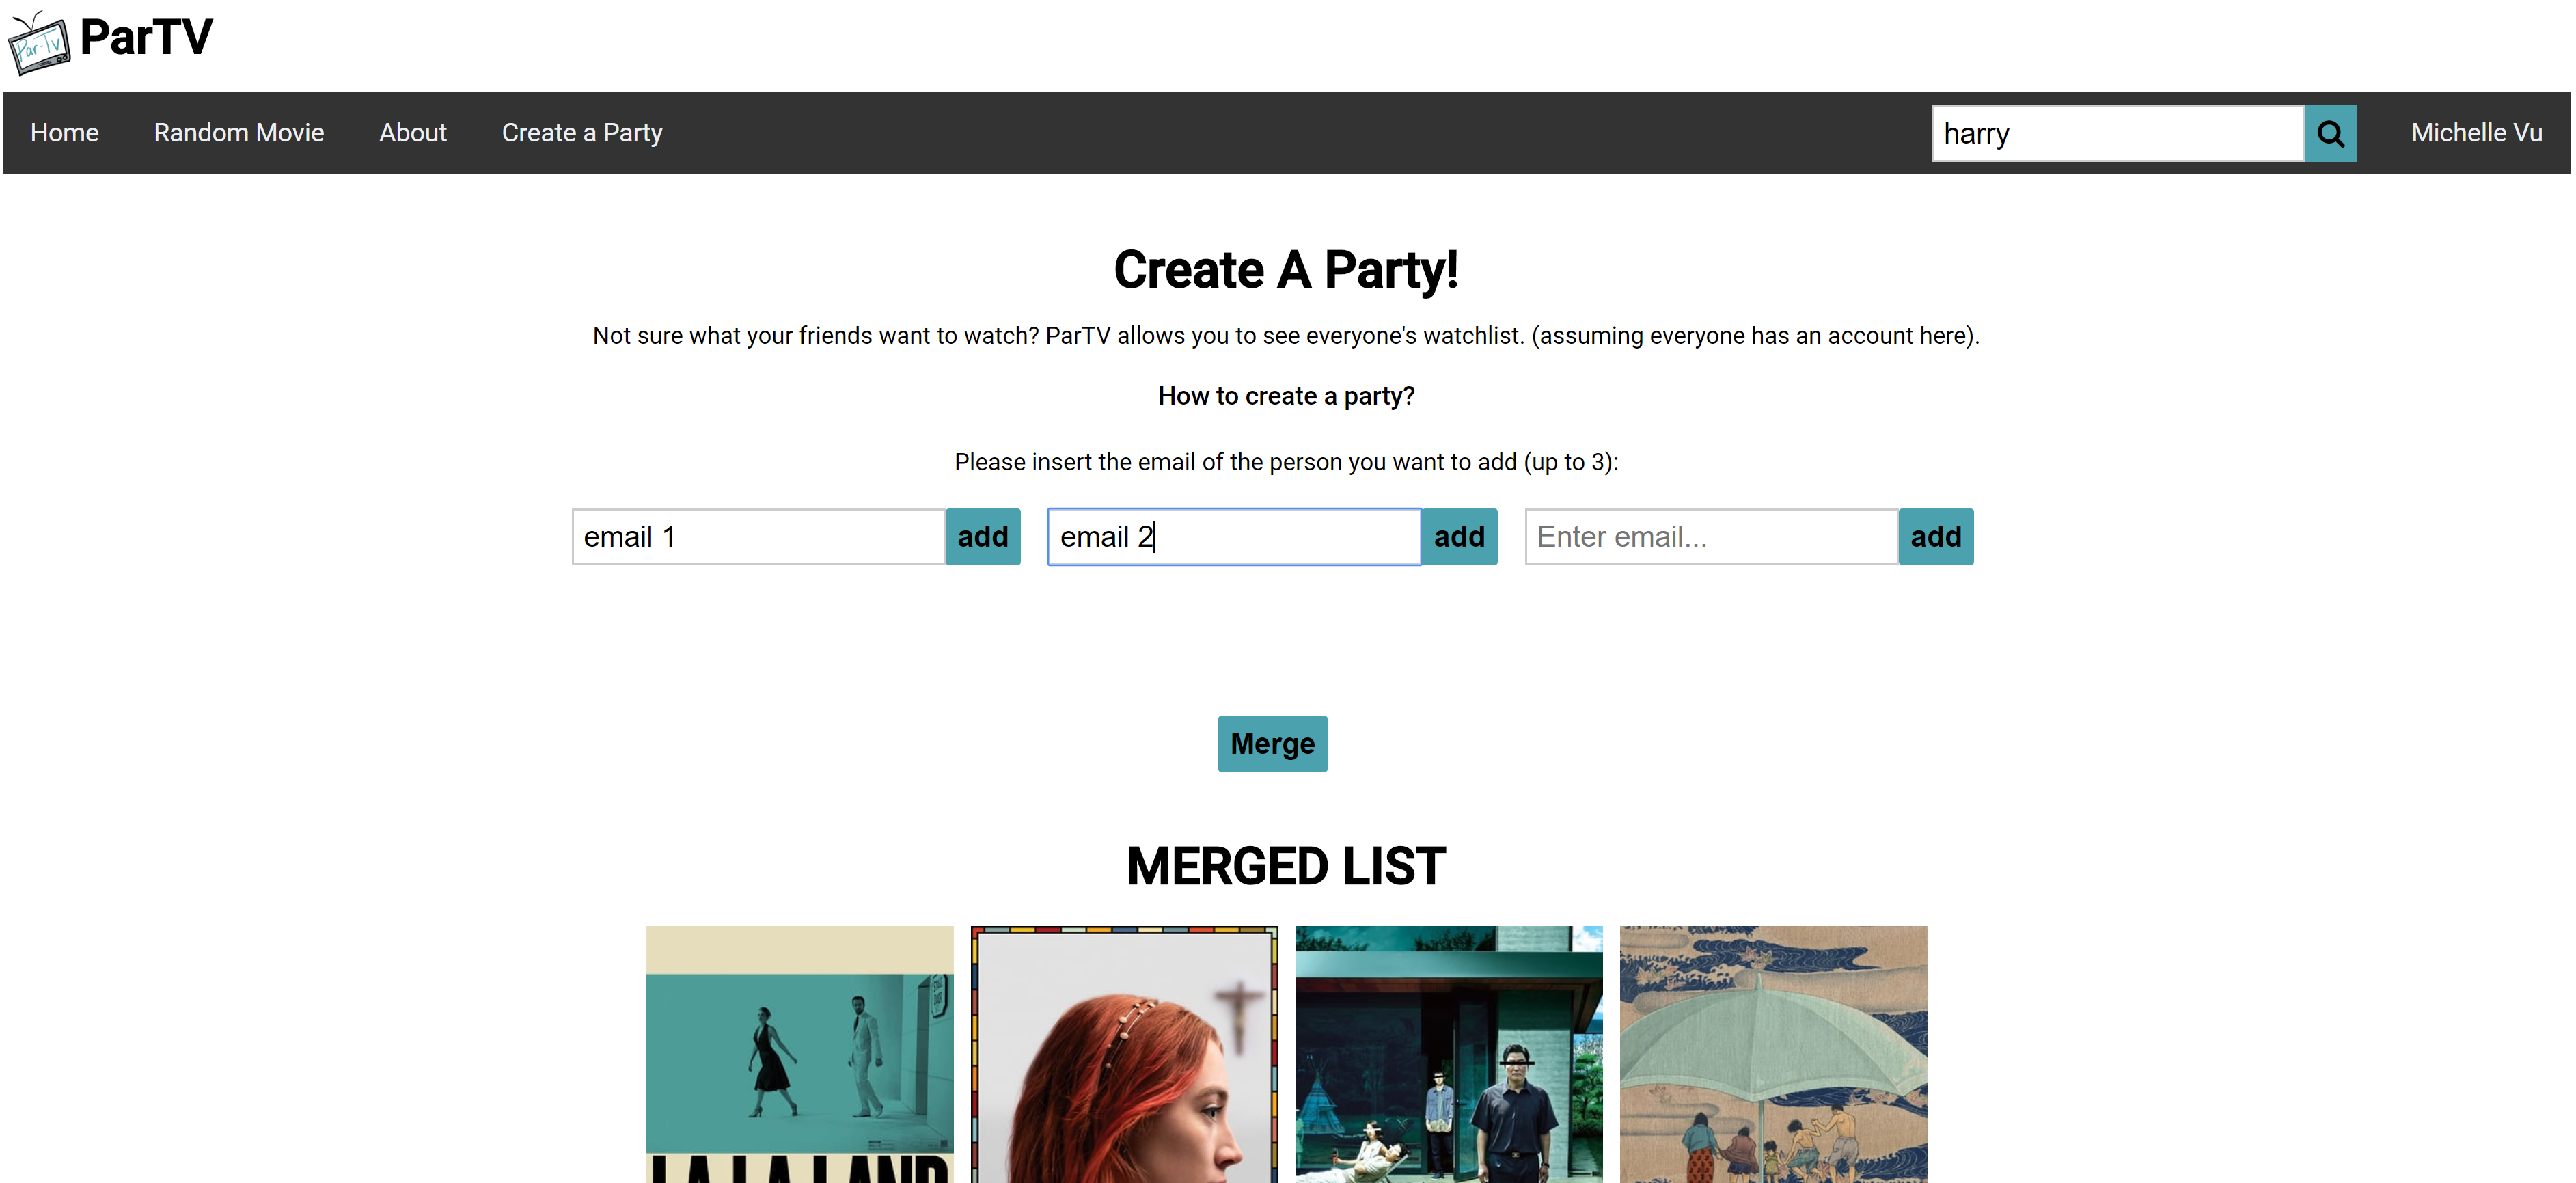 Par-Tv ParTV
Home Random Movie About Create a Party harry Michelle Vu
Create A Party!
Not sure what your friends want to watch? ParTV allows you to see everyone's watchlist. (assuming everyone has an account here).
How to create a party?
Please insert the email of the person you want to add (up to 3):
email 1 add email 2 add Enter email... add
Merge
MERGED LIST
LA LA LAND